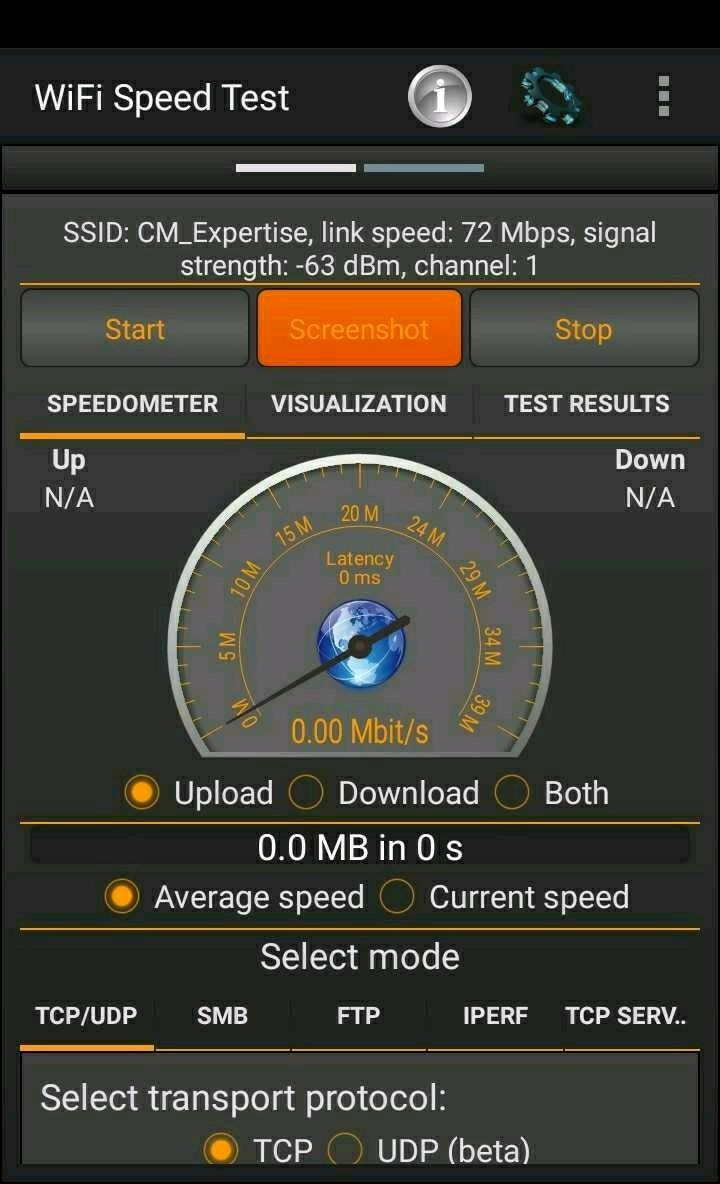 WiFi Speed Test
SSID: CM_Expertise, link speed: 72 Mbps, signal
strength: -63 dBm, channel: 1
Start
Screenshot
Stop
SPEEDOMETER
VISUALIZATION
TEST RESULTS
Up
Down
N/A
N/A
0 M
5 M
10 M
15 M
20 M
24 M
29 M
34 M
39 M
Latency
0 ms
0.00 Mbit/s
Upload
Download
Both
0.0 MB in 0 s
Average speed
Current speed
Select mode
TCP/UDP
SMB
FTP
IPERF
TCP SERV..
Select transport protocol:
TCP
UDP (beta)